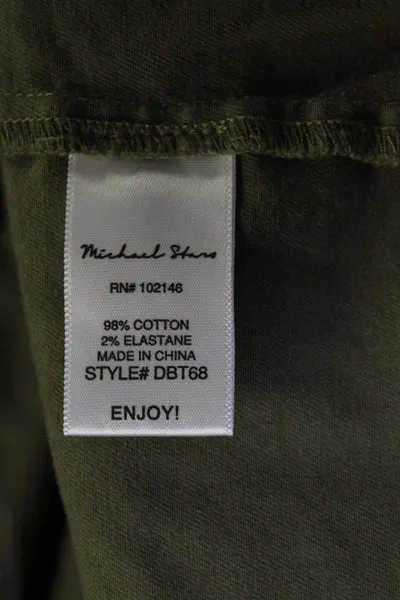 Michael Stars
RN# 102146
98% COTTON
2% ELASTANE
MADE IN CHINA
STYLE# DBT68
ENJOY!